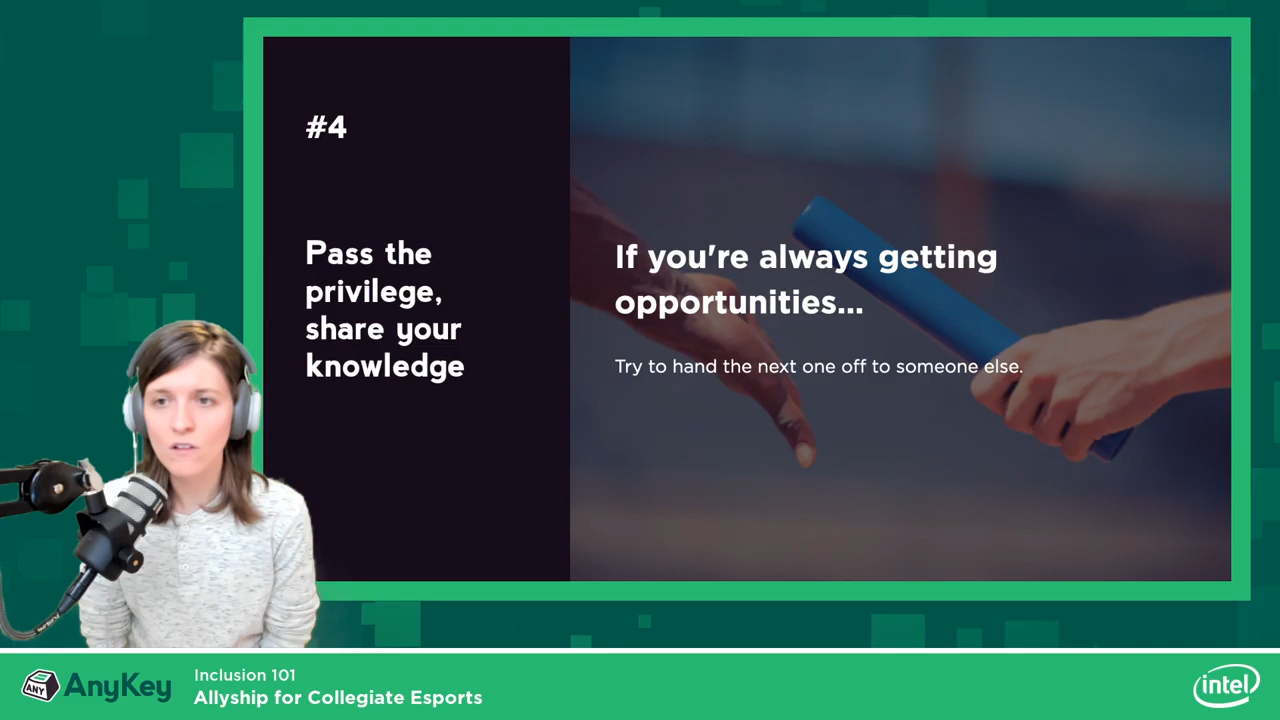 #4
Pass the
privilege,
share your
knowledge
If you're always getting
opportunities...
Try to hand the next one off to someone else.
ANY
AnyKey
Inclusion 101
Allyship for Collegiate Esports
intel